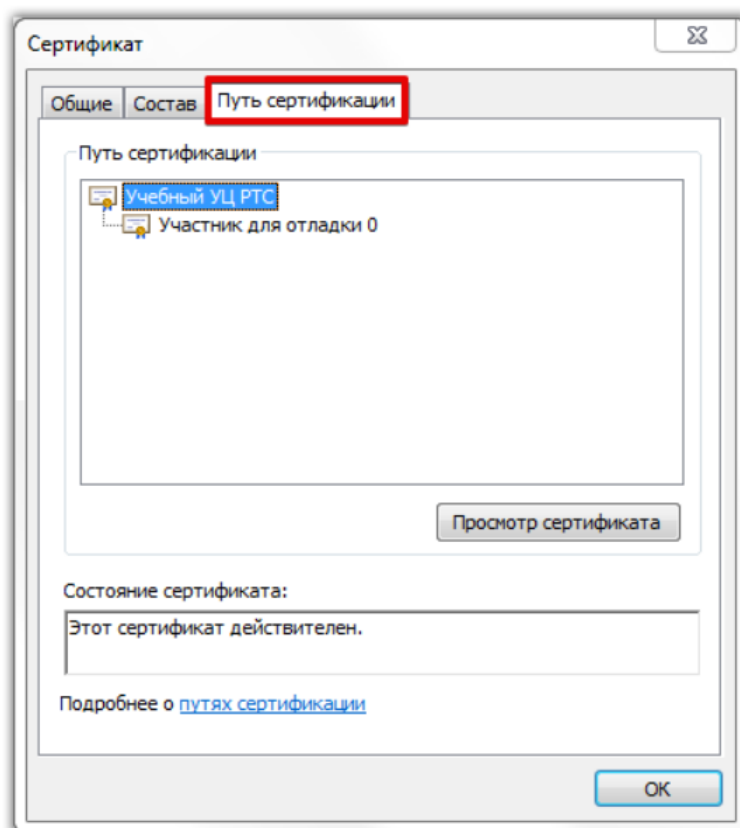 Сертификат
Общие Состав Путь сертификации
Путь сертификации
Учебный УЦ РТС
Участник для отладки 0
Просмотр сертификата
Состояние сертификата:
Этот сертификат действителен.
Подробнее о путях сертификации
ОК